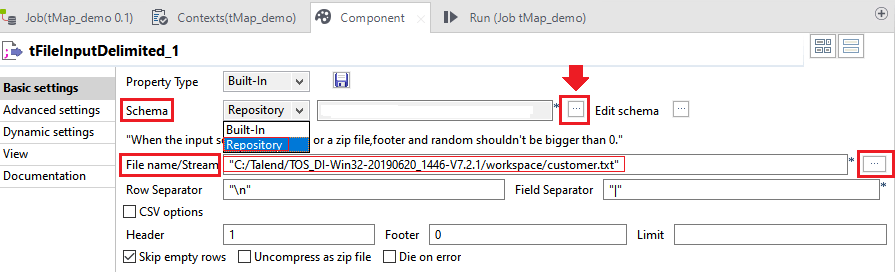 Job(tMap_demo 0.1) Contexts(tMap_demo) Component Run (Job tMap_demo)
tFileInputDelimited_1
Basic settings
Advanced settings
Dynamic settings
View
Documentation
Property Type Built-In
Schema Repository * ... Edit schema ...
Built-In
Repository
"When the input s or a zip file,footer and random shouldn't be bigger than 0."
File name/Stream "C:/Talend/TOS_DI-Win32-20190620_1446-V7.2.1/workspace/customer.txt" * ...
Row Separator "\n" Field Separator "|" *
CSV options
Header 1 Footer 0 Limit
Skip empty rows Uncompress as zip file Die on error